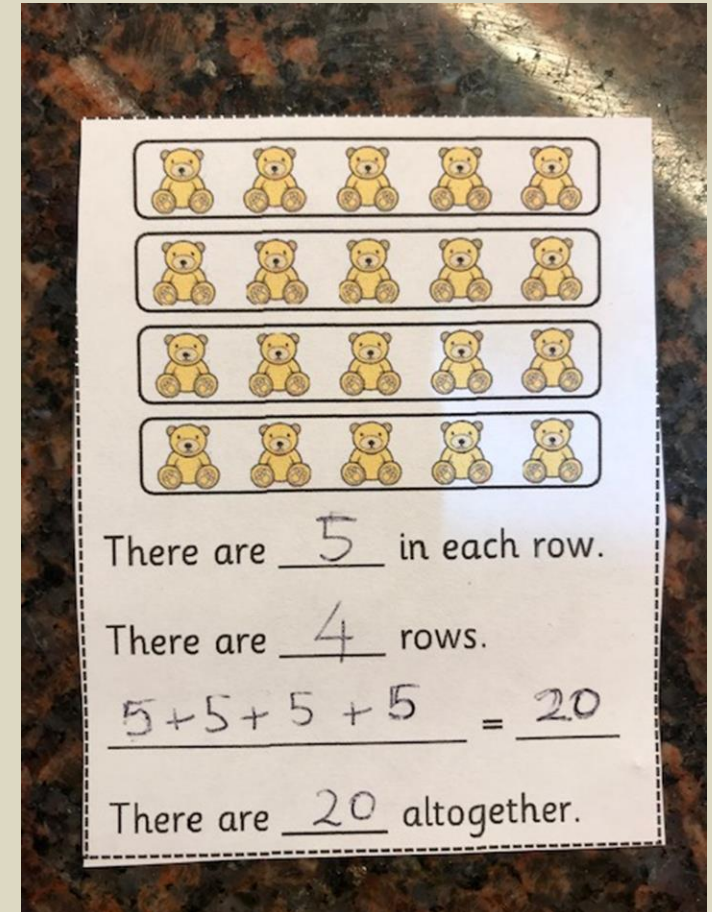 There are 5 in each row.
There are 4 rows.
5+5+5+5 = 20
There are 20 altogether.